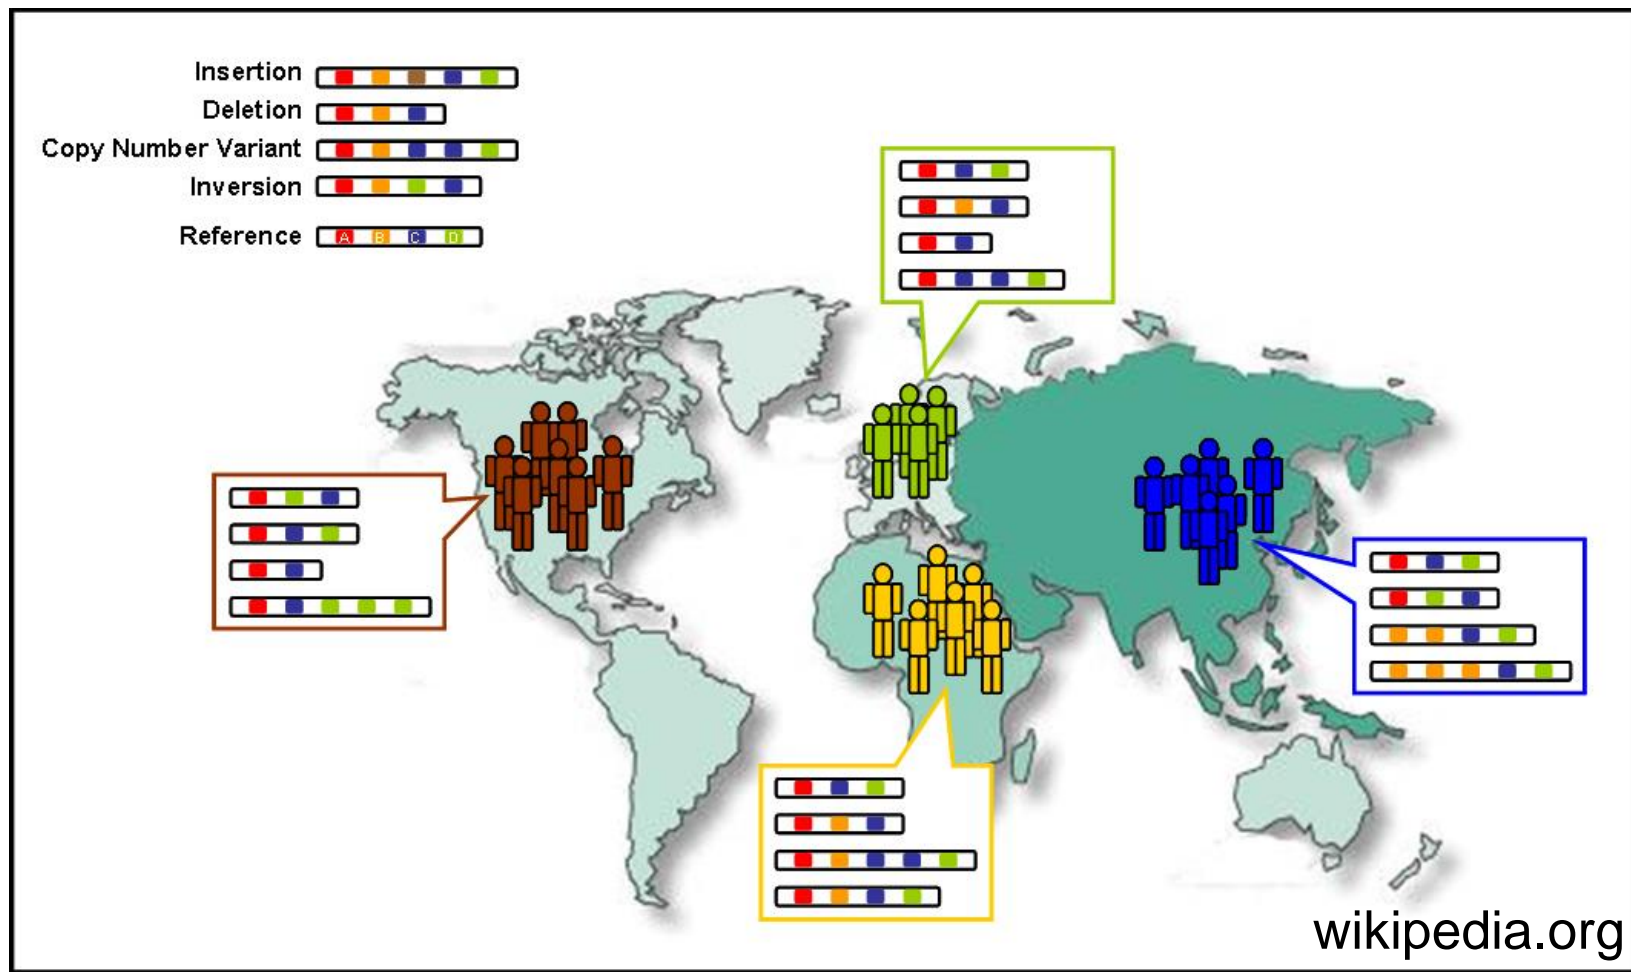 Insertion
Deletion
Copy Number Variant
Inversion
Reference A B C D
wikipedia.org